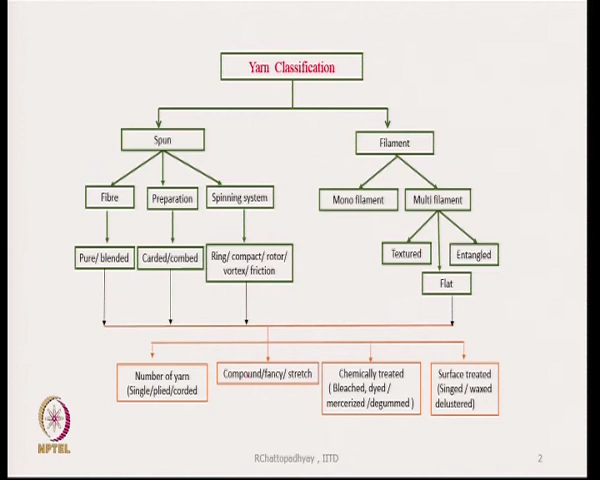 Yarn Classification
Spun
Filament
Fibre
Preparation
Spinning system
Mono filament
Multi filament
Pure/ blended
Carded/combed
Ring/ compact/ rotor/
vortex/ friction
Textured
Entangled
Flat
Number of yarn
(Single/plied/corded
Compound/fancy/ stretch
Chemically treated
( Bleached, dyed /
mercerized /degummed )
Surface treated
(Singed / waxed
delustered)
NPTEL
RChattopadhyay , IITD
2